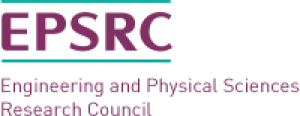 EPSRC
Engineering and Physical Sciences
Research Council